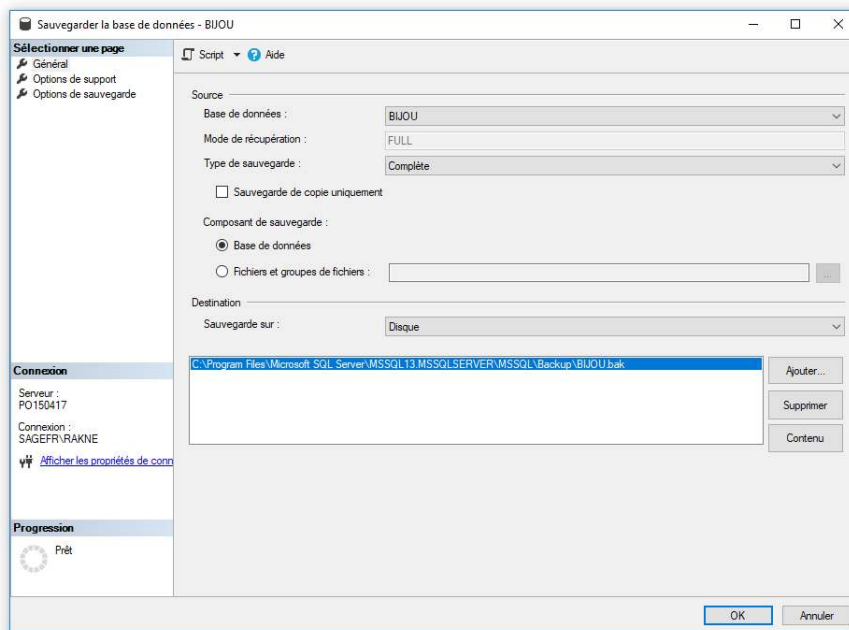 Sauvegarder la base de données - BIJOU
Sélectionner une page
Général
Options de support
Options de sauvegarde
Script
Aide
Source
Base de données :
BIJOU
Mode de récupération :
FULL
Type de sauvegarde :
Complète
Sauvegarde de copie uniquement
Composant de sauvegarde :
Base de données
Fichiers et groupes de fichiers :
...
Destination
Sauvegarde sur :
Disque
C:\Program Files\Microsoft SQL Server\MSSQL13.MSSQLSERVER\MSSQL\Backup\BIJOU.bak
Ajouter...
Supprimer
Contenu
Connexion
Serveur :
PO150417
Connexion :
SAGEFR\RAKNE
Afficher les propriétés de conn
Progression
Prêt
OK
Annuler